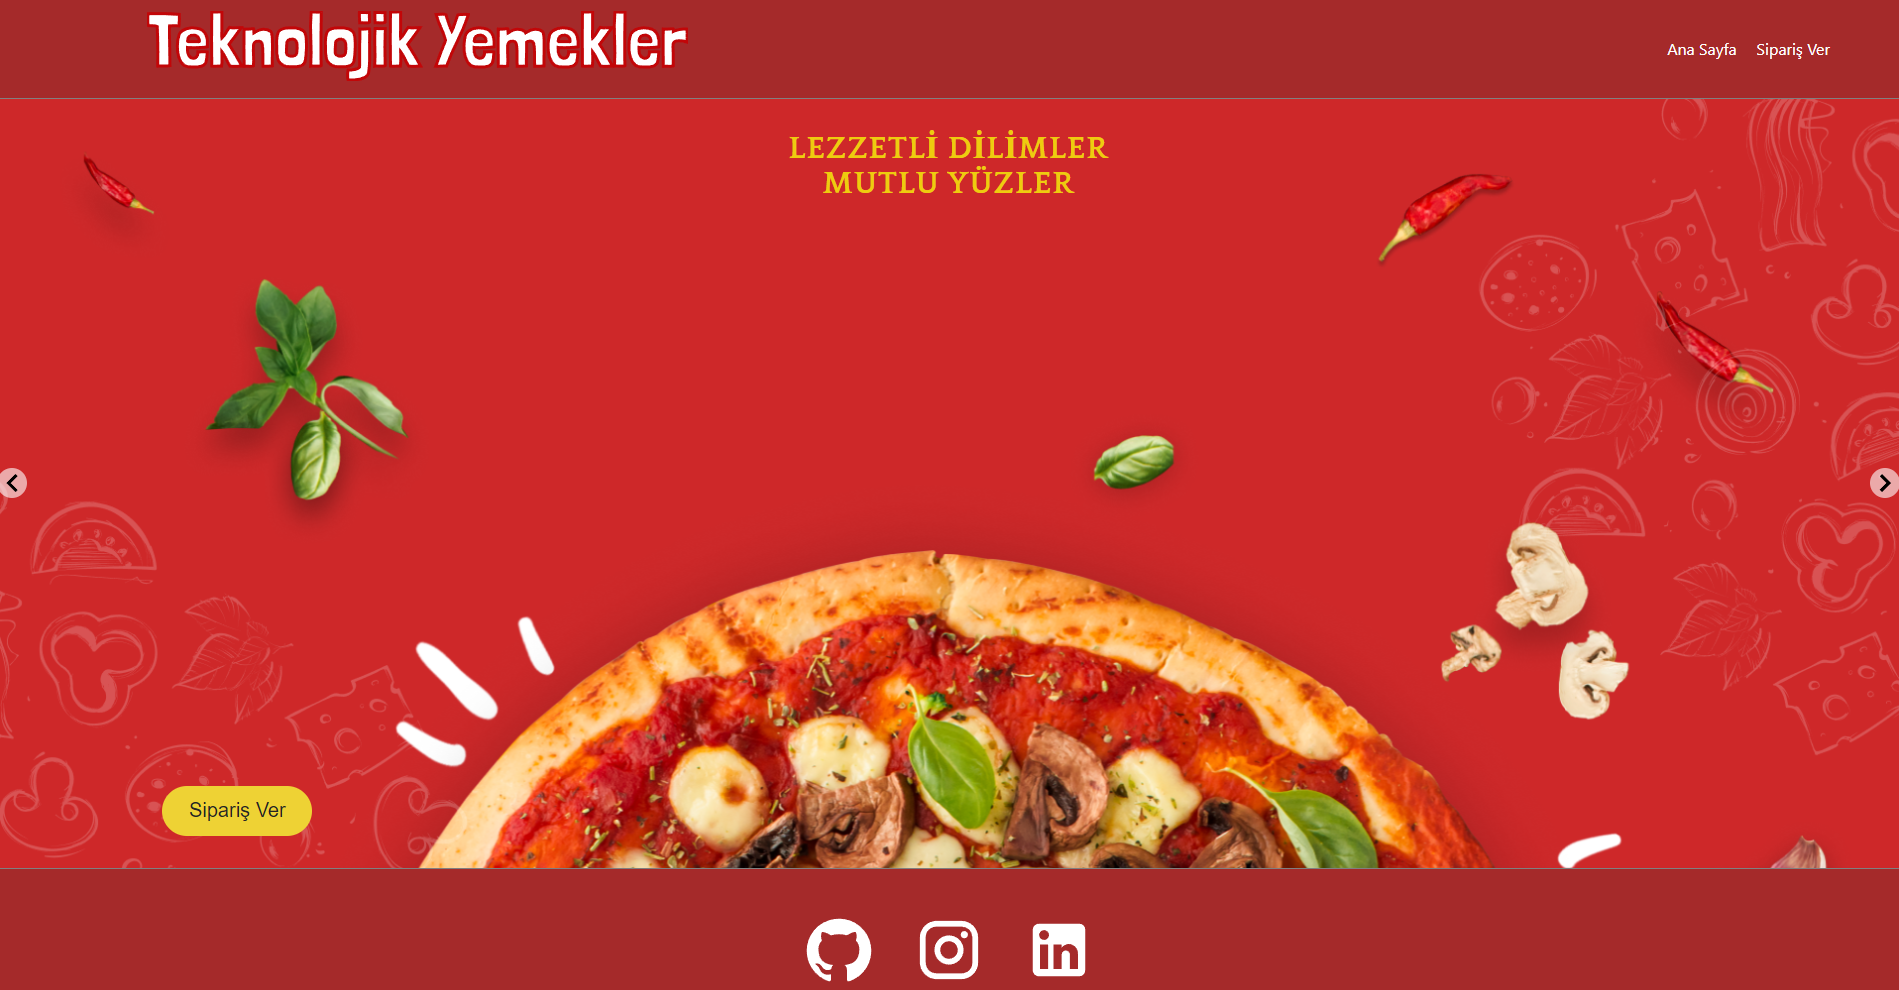 Teknolojik Yemekler
Ana Sayfa
Sipariş Ver
LEZZETLİ DİLİMLER
MUTLU YÜZLER
Sipariş Ver